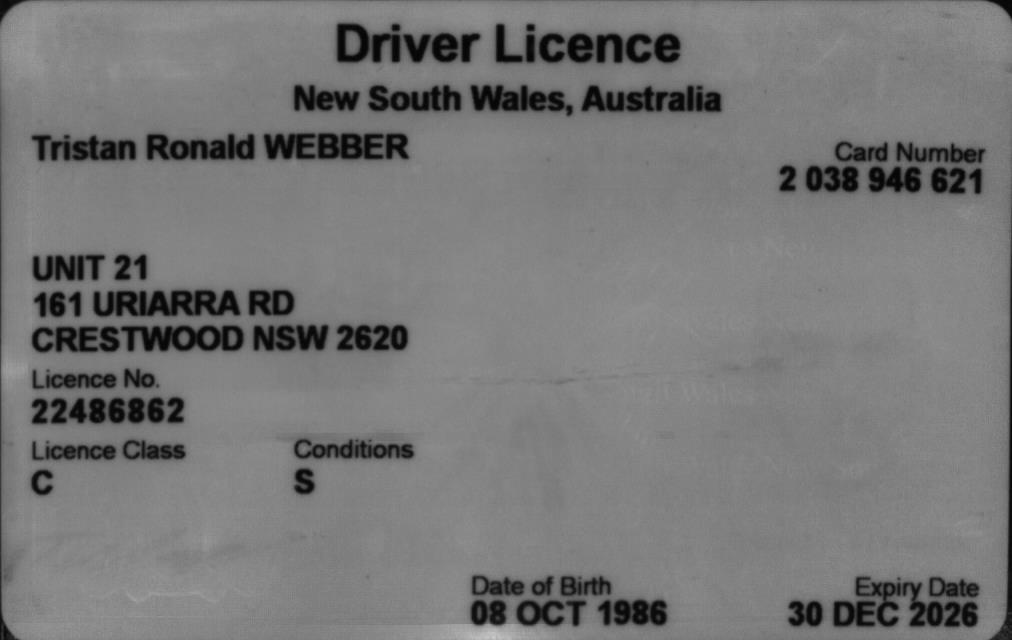 Driver Licence
New South Wales, Australia
Tristan Ronald WEBBER
Card Number
2 038 946 621
UNIT 21
161 URIARRA RD
CRESTWOOD NSW 2620
Licence No.
22486862
Licence Class
C
Conditions
S
Date of Birth
08 OCT 1986
Expiry Date
30 DEC 2026